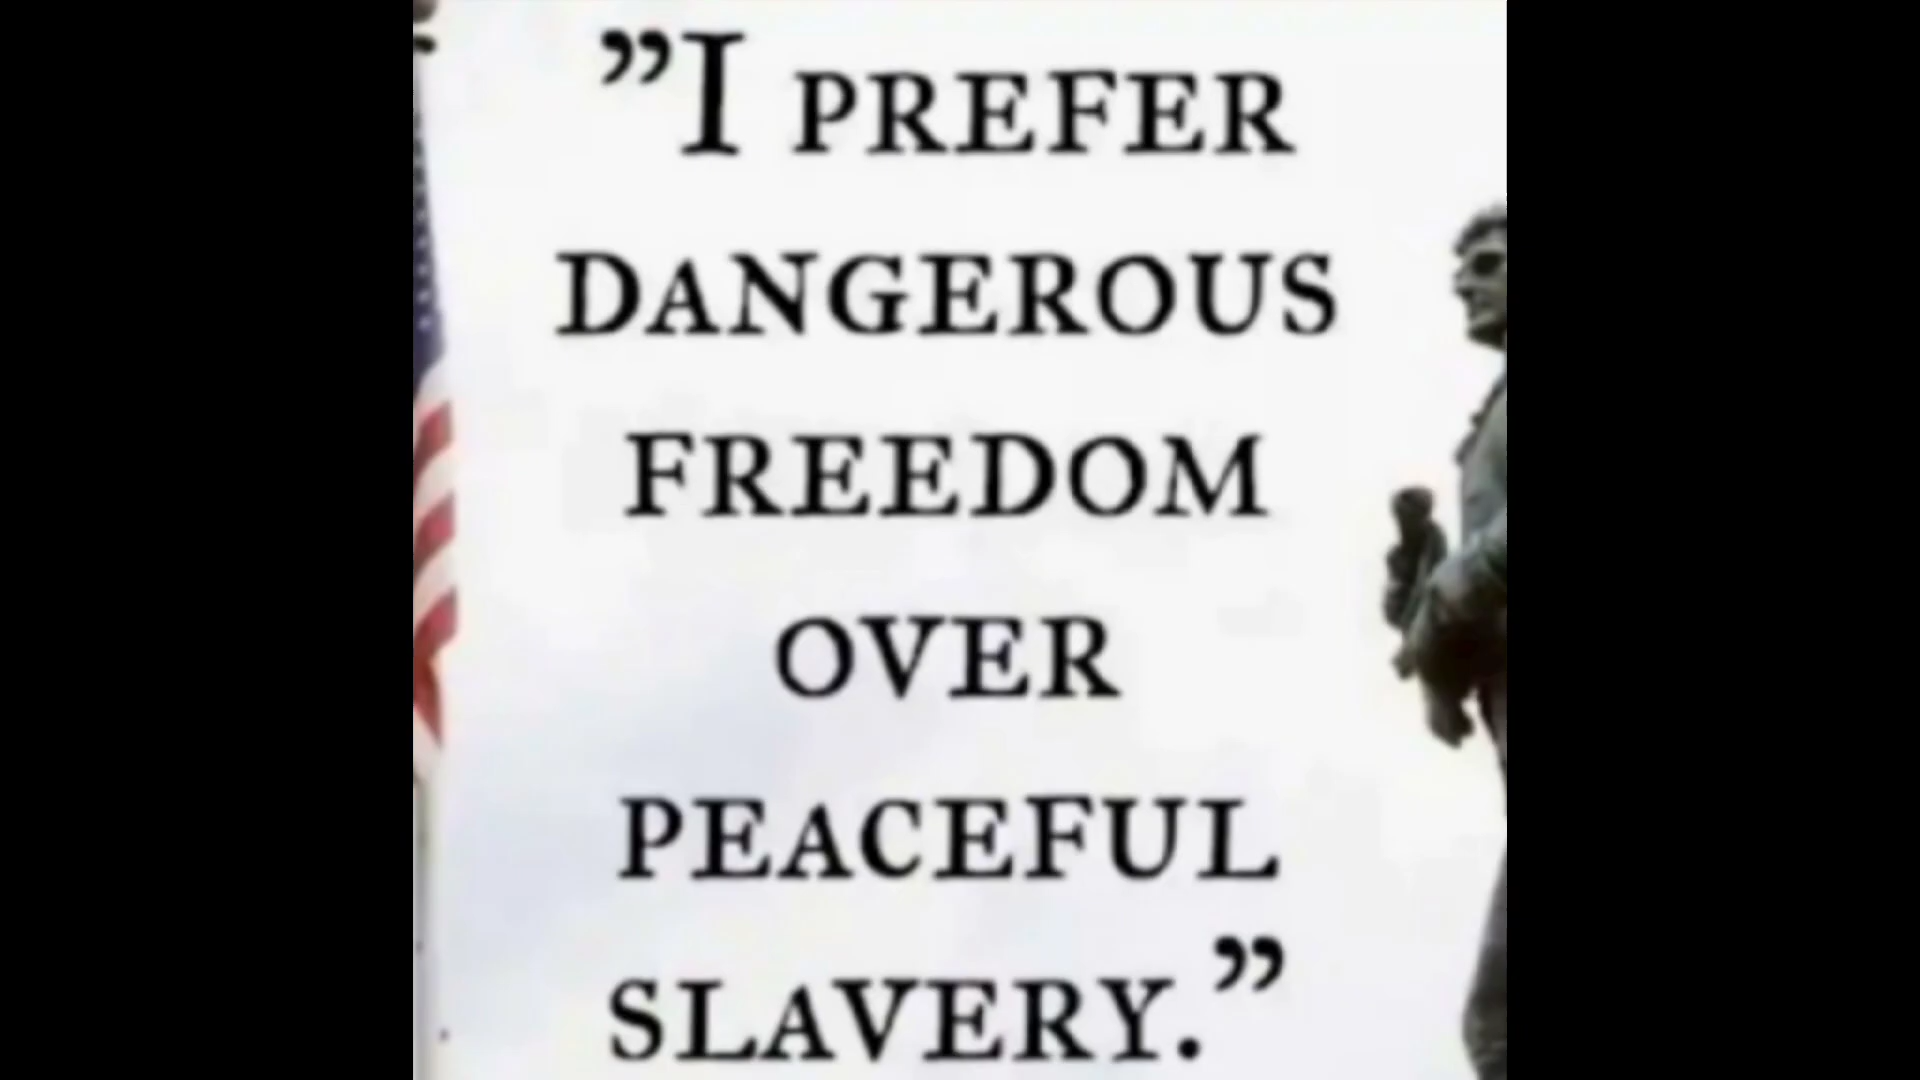 ”I PREFER
DANGEROUS
FREEDOM
OVER
PEACEFUL
SLAVERY.”